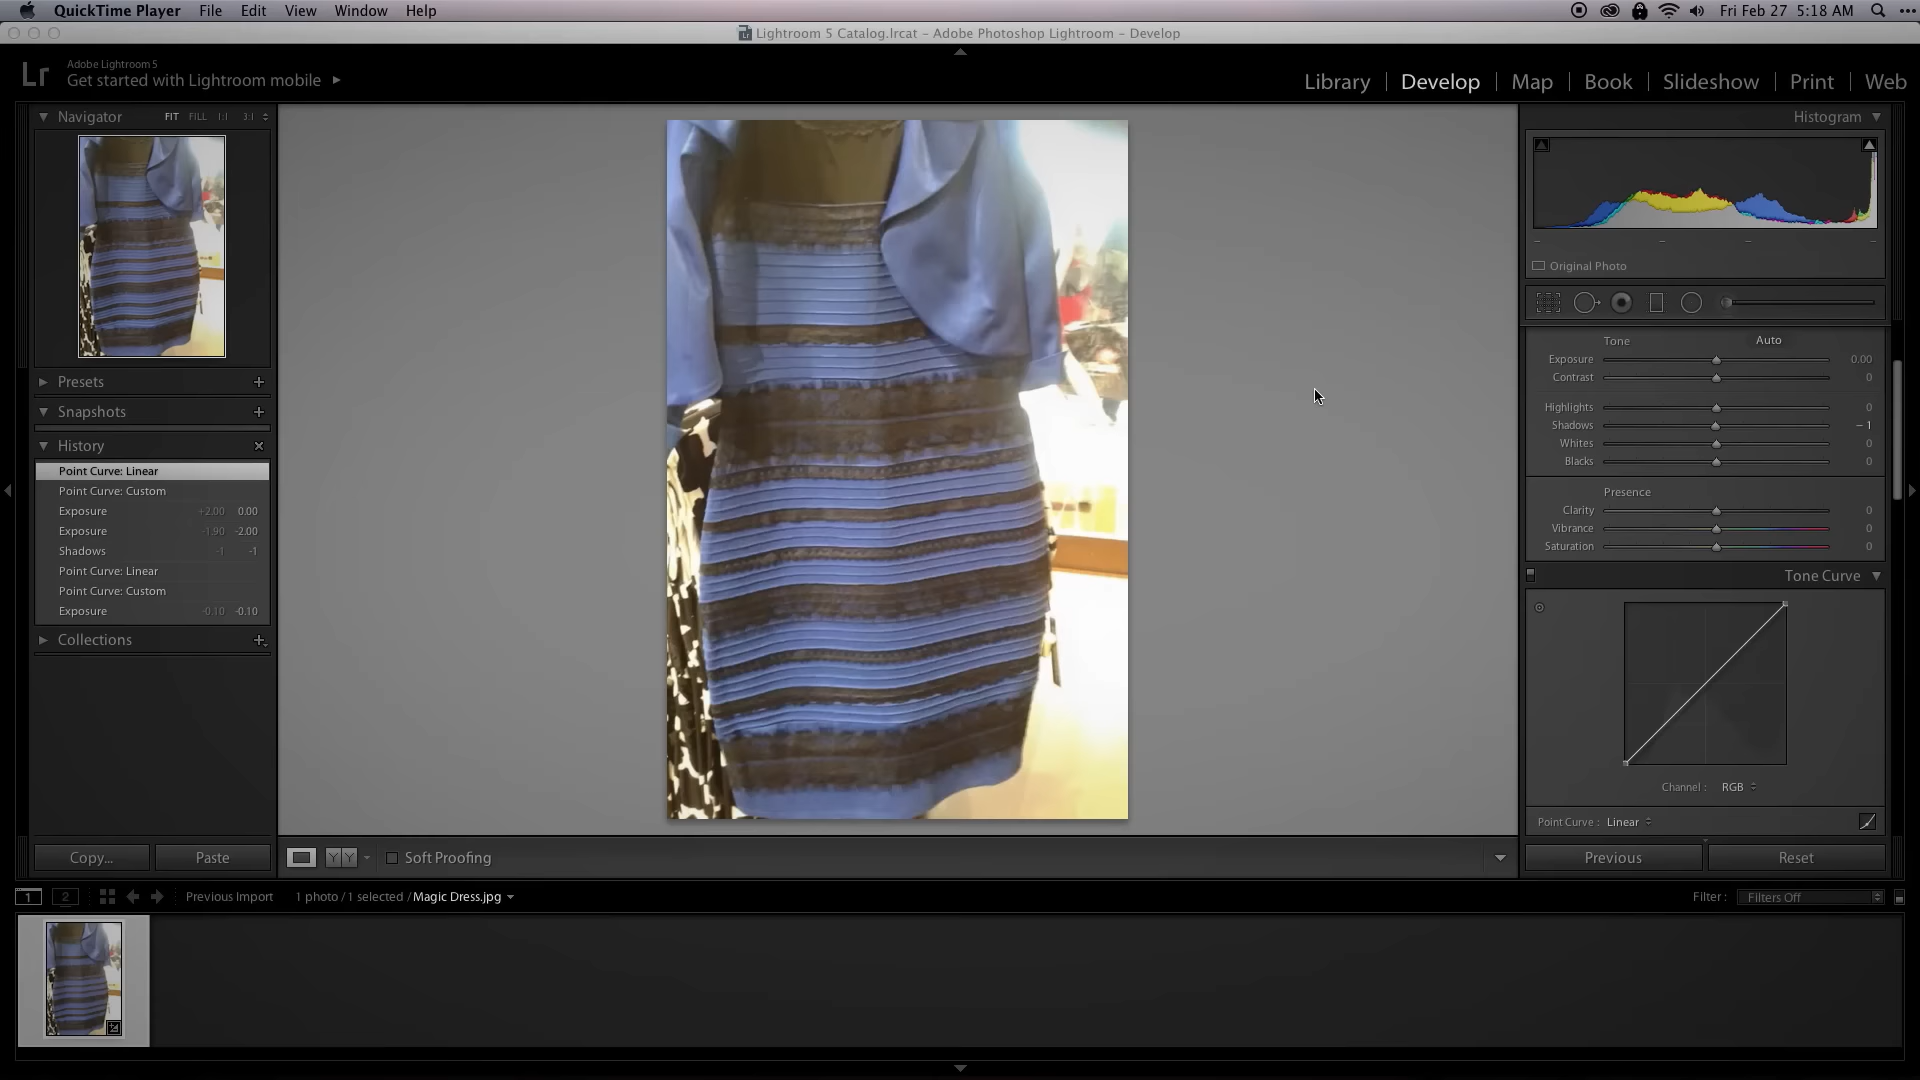 QuickTime Player File Edit View Window Help
Fri Feb 27 5:18 AM
Lightroom 5 Catalog.lrcat – Adobe Photoshop Lightroom – Develop
Lr
Adobe Lightroom 5
Get started with Lightroom mobile
Library Develop Map Book Slideshow Print Web
Navigator FIT FILL 1:1 3:1
Presets
Snapshots
History
Point Curve: Linear
Point Curve: Custom
Exposure +2.00 0.00
Exposure -1.90 -2.00
Shadows -1 -1
Point Curve: Linear
Point Curve: Custom
Exposure -0.10 -0.10
Collections
Copy... Paste
YY Soft Proofing
Histogram
Original Photo
Tone Auto
Exposure 0.00
Contrast 0
Highlights 0
Shadows – 1
Whites 0
Blacks 0
Presence
Clarity 0
Vibrance 0
Saturation 0
Tone Curve
Channel : RGB
Point Curve : Linear
Previous Reset
1 2 Previous Import 1 photo / 1 selected / Magic Dress.jpg
Filter : Filters Off